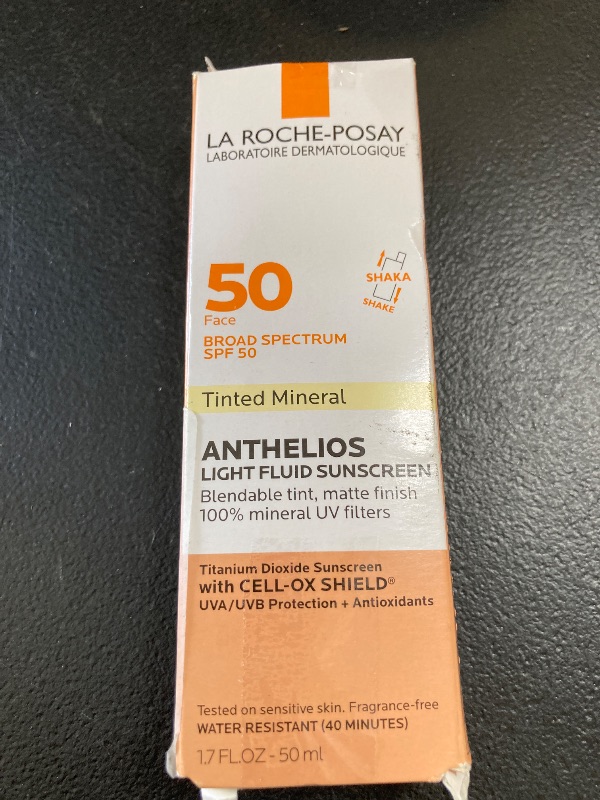 LA ROCHE-POSAY
LABORATOIRE DERMATOLOGIQUE
50
Face
BROAD SPECTRUM
SPF 50
SHAKA
SHAKE
Tinted Mineral
ANTHELIOS
LIGHT FLUID SUNSCREEN
Blendable tint, matte finish
100% mineral UV filters
Titanium Dioxide Sunscreen
with CELL-OX SHIELD®
UVA/UVB Protection + Antioxidants
Tested on sensitive skin. Fragrance-free
WATER RESISTANT (40 MINUTES)
1.7 FL.OZ - 50 ml